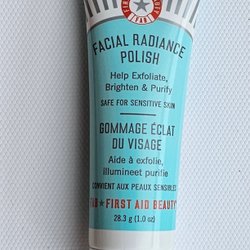 FACIAL RADIANCE
POLISH
Help Exfoliate,
Brighten & Purify
SAFE FOR SENSITIVE SKIN
GOMMAGE ÉCLAT
DU VISAGE
Aide à exfolie,
illumineet purifie
CONVIENT AUX PEAUX SENSIBLES
FIRST AID BEAUTY
28.3 g (1.0 oz)